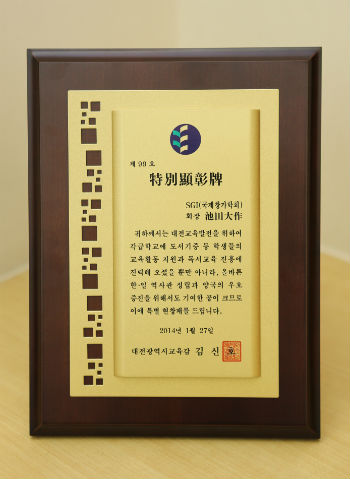 제 99 호
特別顯彰牌
SGI(국제창가학회)
회장 池田大作
귀하께서는 대전교육발전을 위하여
각급학교에 도서기증 등 학생들의
교육활동 지원과 독서교육 진흥에
진력해 오셨을 뿐만 아니라, 올바른
한·일 역사관 정립과 양국의 우호
증진을 위해서도 기여한 공이 크므로
이에 특별 현창패를 드립니다.
2014년 1월 27일
대전광역시교육감 김 신 호